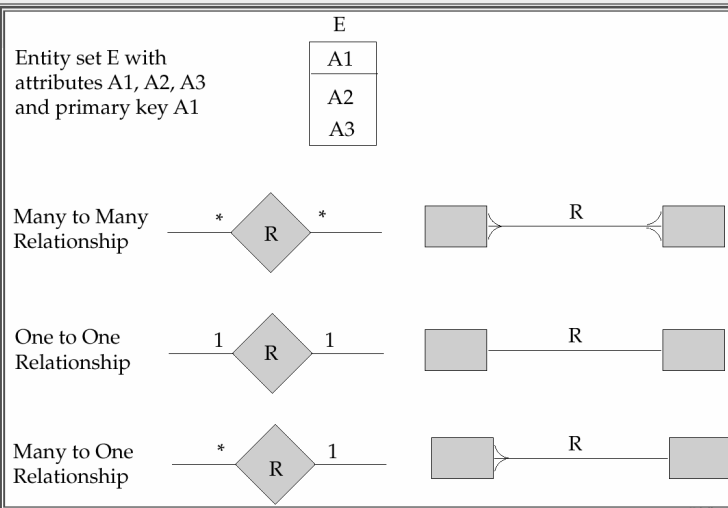 E
Entity set E with
attributes A1, A2, A3
and primary key A1
A1
A2
A3
Many to Many
Relationship
* R *
R
One to One
Relationship
1 R 1
R
Many to One
Relationship
* R 1
R